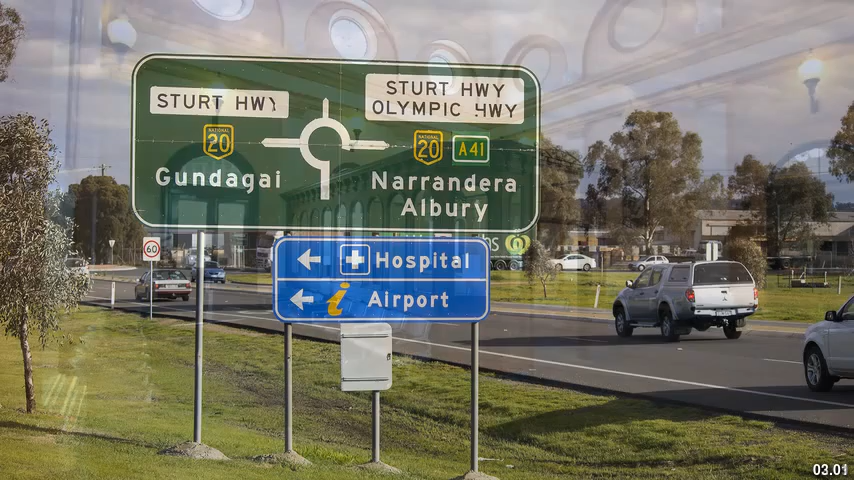 STURT HWY
STURT HWY
OLYMPIC HWY
NATIONAL
20
NATIONAL
20
A41
Gundagai
Narrandera
Albury
Hospital
i Airport
60
03.01